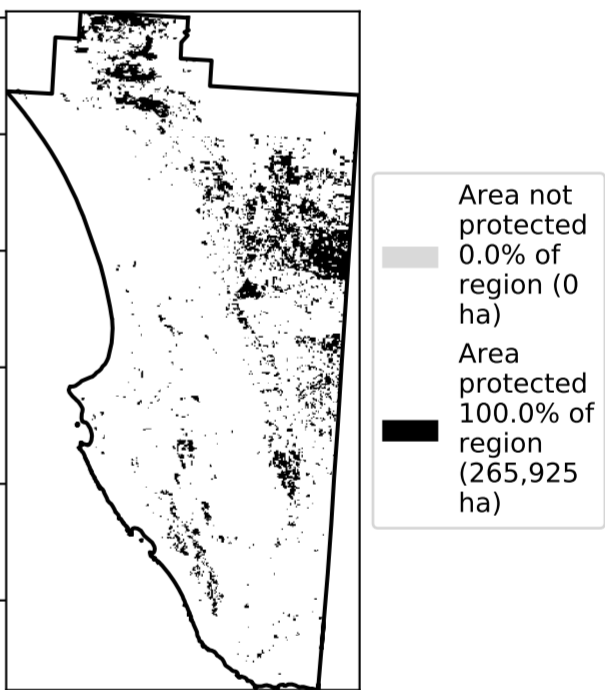 Area not
protected
0.0% of
region (0
ha)
Area
protected
100.0% of
region
(265,925
ha)